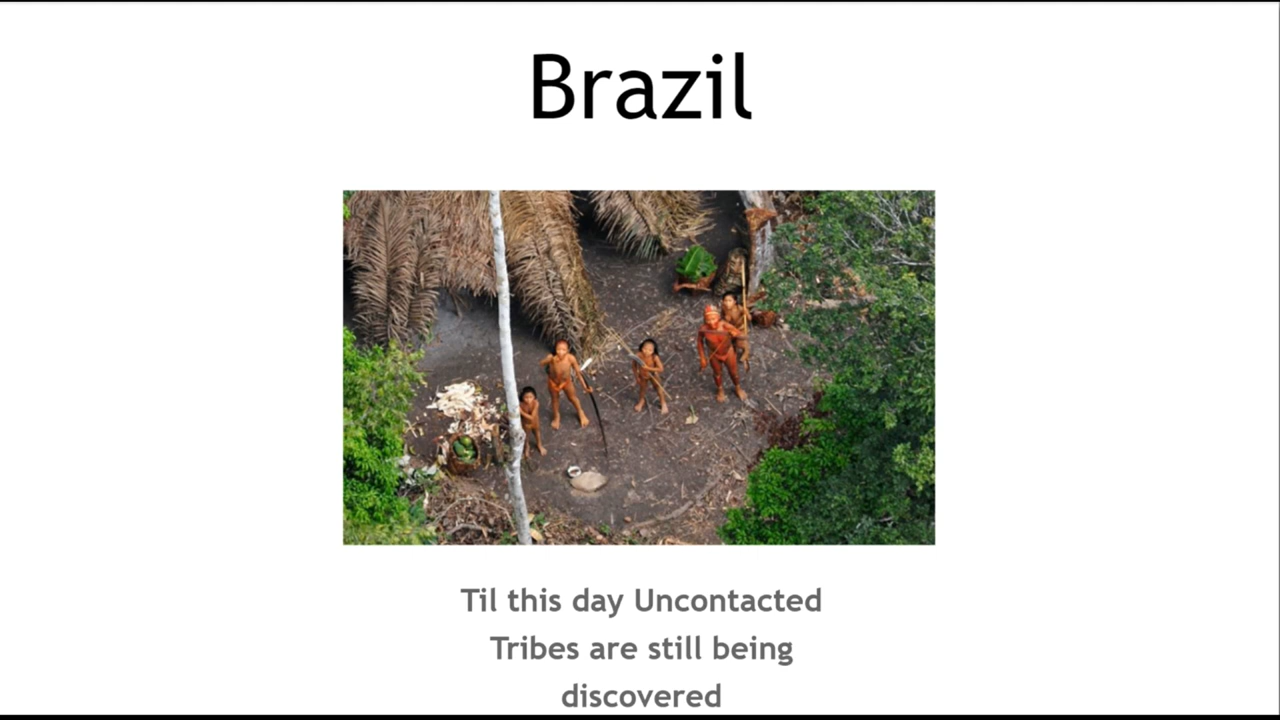 Brazil
Til this day Uncontacted
Tribes are still being
discovered